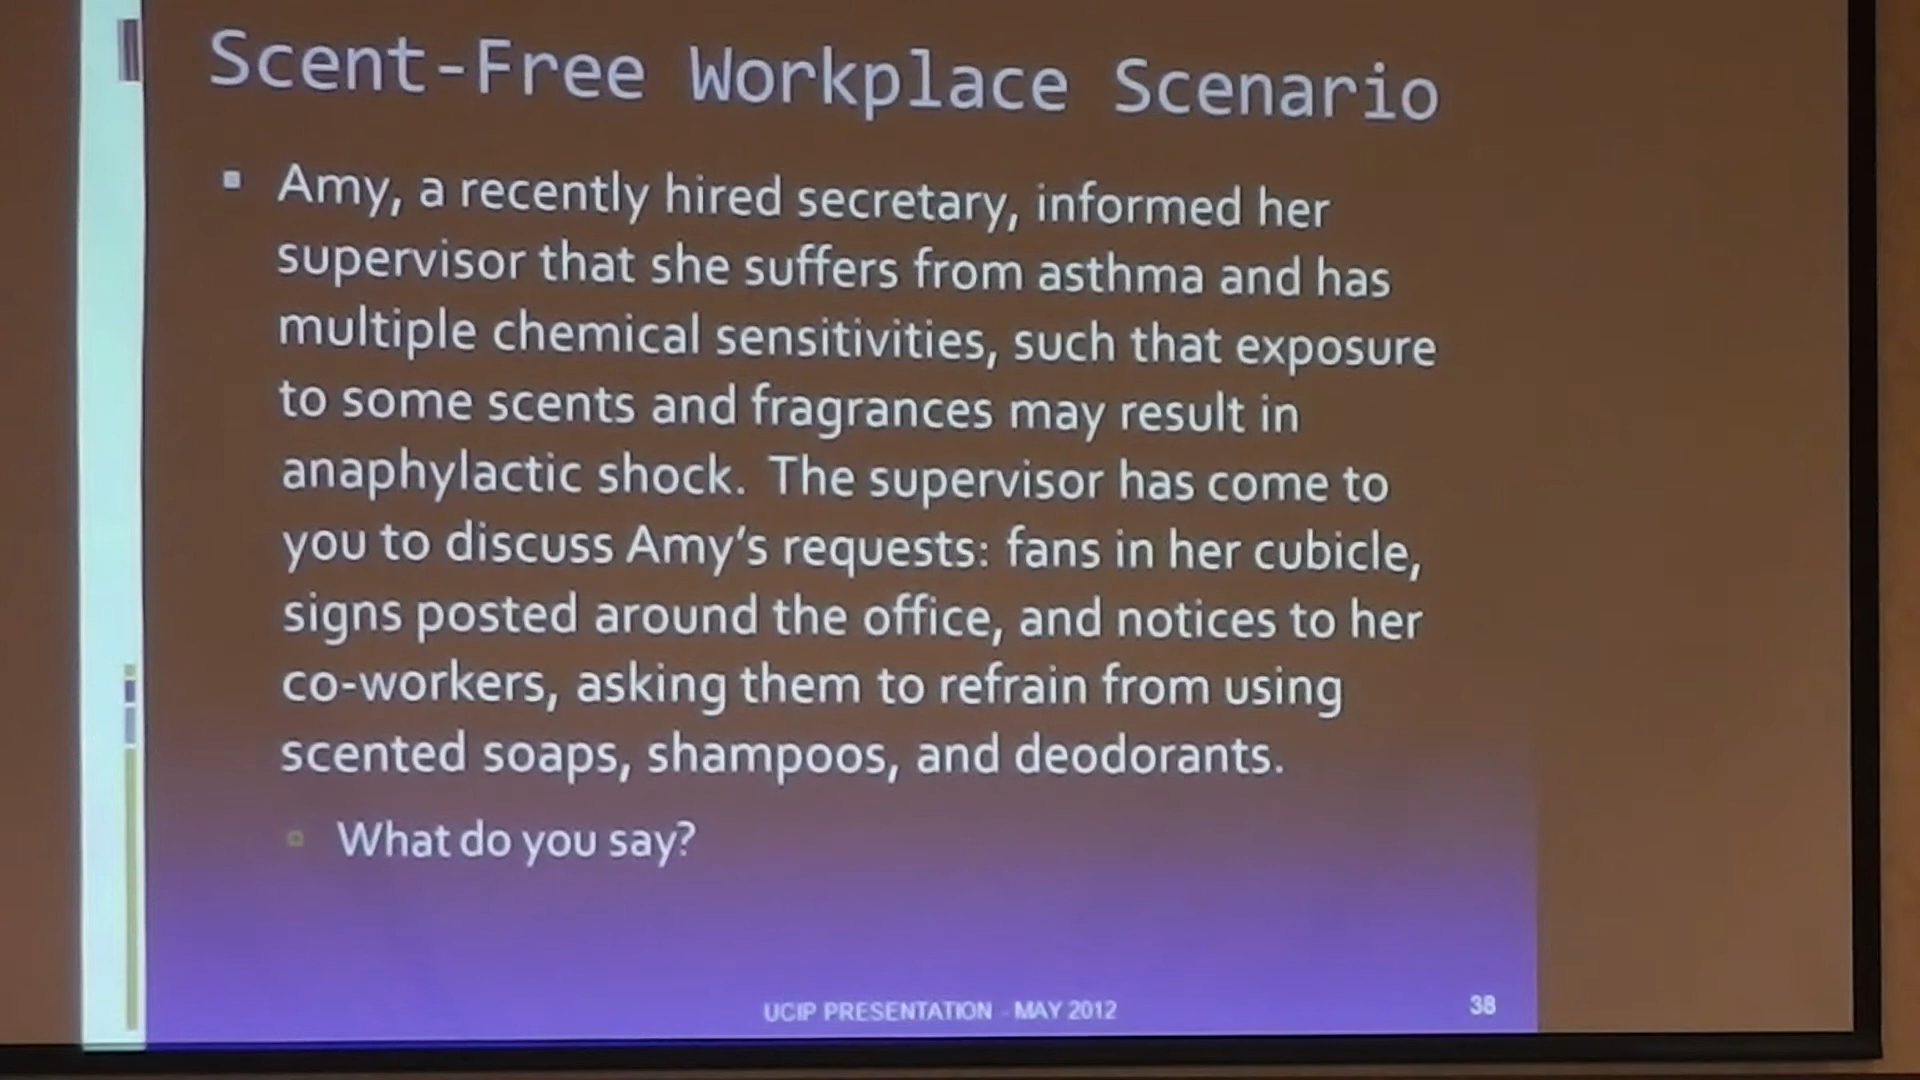 Scent-Free Workplace Scenario
Amy, a recently hired secretary, informed her
supervisor that she suffers from asthma and has
multiple chemical sensitivities, such that exposure
to some scents and fragrances may result in
anaphylactic shock. The supervisor has come to
you to discuss Amy’s requests: fans in her cubicle,
signs posted around the office, and notices to her
co-workers, asking them to refrain from using
scented soaps, shampoos, and deodorants.
What do you say?
UCIP PRESENTATION - MAY 2012
38